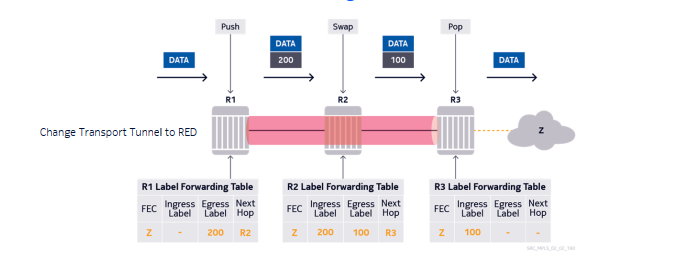 Push Swap Pop
DATA
DATA
200
DATA
100
DATA
R1 R2 R3
Change Transport Tunnel to RED
Z
R1 Label Forwarding Table
FEC Ingress Label Egress Label Next Hop
Z - 200 R2
R2 Label Forwarding Table
FEC Ingress Label Egress Label Next Hop
Z 200 100 R3
R3 Label Forwarding Table
FEC Ingress Label Egress Label Next Hop
Z 100 - -